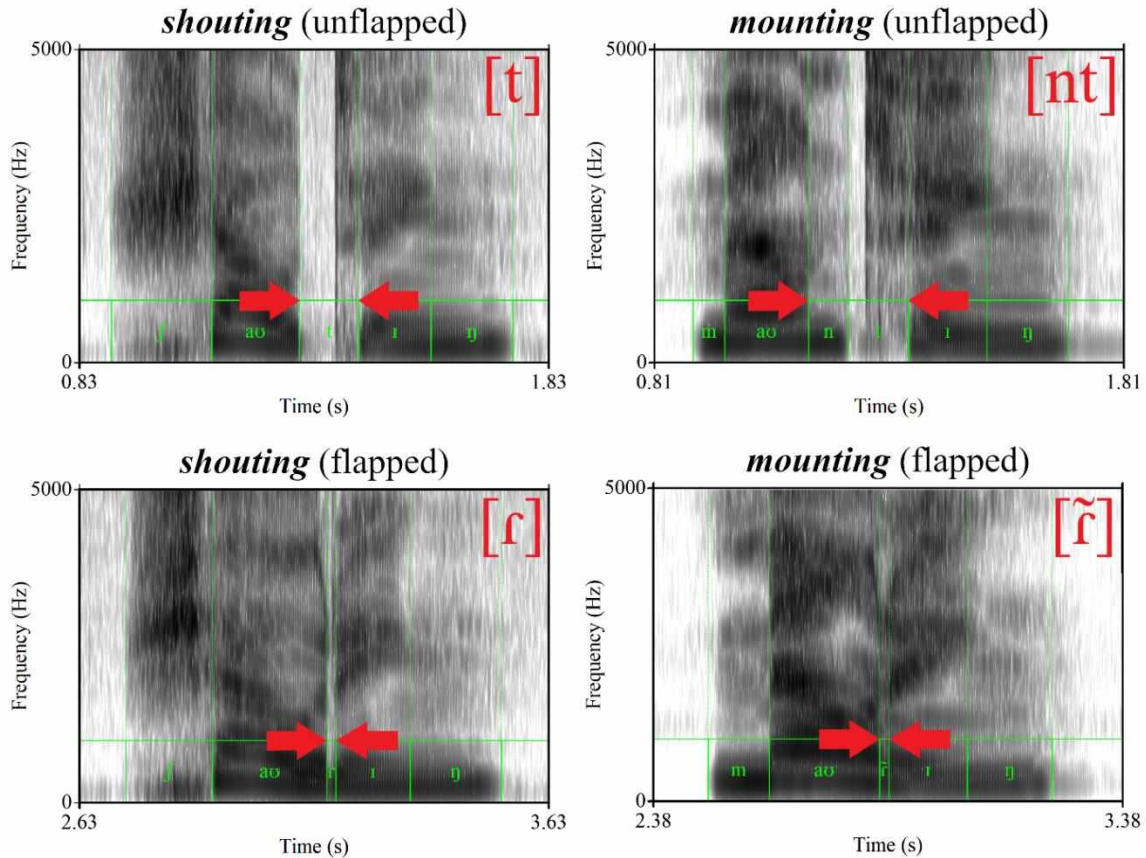 shouting (unflapped)
5000
Frequency (Hz)
0
[t]
ʃ aʊ t ɪ ŋ
0.83 1.83
Time (s)
mounting (unflapped)
5000
Frequency (Hz)
0
[nt]
m aʊ n t ɪ ŋ
0.81 1.81
Time (s)
shouting (flapped)
5000
Frequency (Hz)
0
[ɾ]
ʃ aʊ ɾ ɪ ŋ
2.63 3.63
Time (s)
mounting (flapped)
5000
Frequency (Hz)
0
[ɾ̃]
m aʊ ɾ̃ ɪ ŋ
2.38 3.38
Time (s)